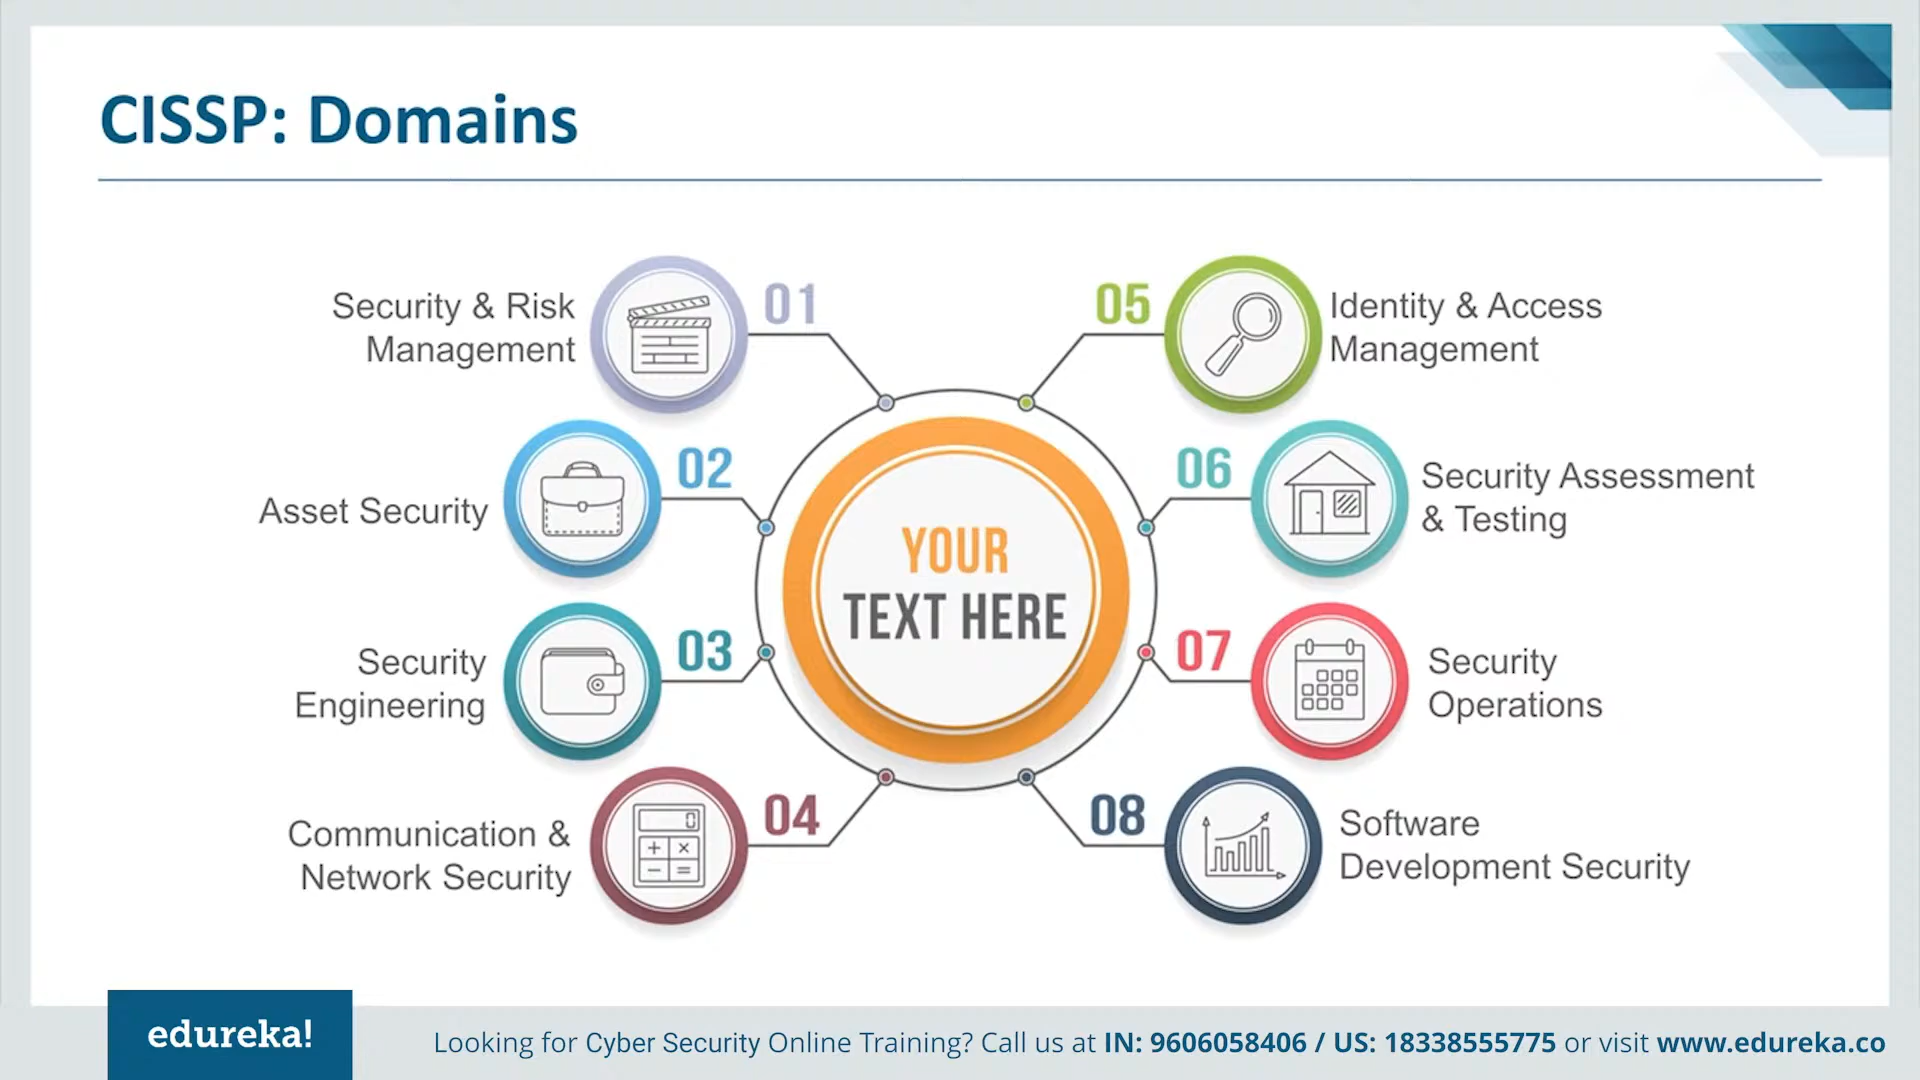 CISSP: Domains
01
Security & Risk
Management
02
Asset Security
03
Security
Engineering
04
Communication &
Network Security
YOUR
TEXT HERE
05
Identity & Access
Management
06
Security Assessment
& Testing
07
Security
Operations
08
Software
Development Security
0
+ ×
− =
edureka!
Looking for Cyber Security Online Training? Call us at IN: 9606058406 / US: 18338555775 or visit www.edureka.co